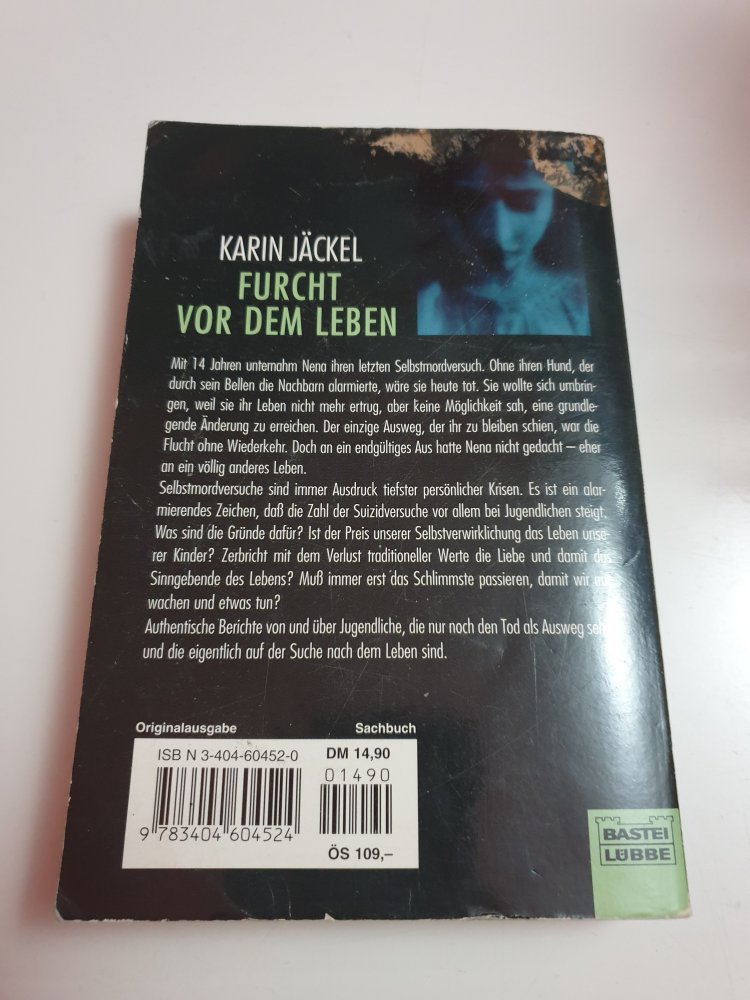 KARIN JÄCKEL
FURCHT
VOR DEM LEBEN
Mit 14 Jahren unternahm Nena ihren letzten Selbstmordversuch. Ohne ihren Hund, der
durch sein Bellen die Nachbarn alarmierte, wäre sie heute tot. Sie wollte sich umbrin-
gen, weil sie ihr Leben nicht mehr ertrug, aber keine Möglichkeit sah, eine grundle-
gende Änderung zu erreichen. Der einzige Ausweg, der ihr zu bleiben schien, war die
Flucht ohne Wiederkehr. Doch an ein endgültiges Aus hatte Nena nicht gedacht – eher
an ein völlig anderes Leben.
Selbstmordversuche sind immer Ausdruck tiefster persönlicher Krisen. Es ist ein alar-
mierendes Zeichen, daß die Zahl der Suizidversuche vor allem bei Jugendlichen steigt.
Was sind die Gründe dafür? Ist der Preis unserer Selbstverwirklichung das Leben unse-
rer Kinder? Zerbricht mit dem Verlust traditioneller Werte die Liebe und damit das
Sinngebende des Lebens? Muß immer erst das Schlimmste passieren, damit wir
wachen und etwas tun?
Authentische Berichte von und über Jugendliche, die nur noch den Tod als Ausweg
und die eigentlich auf der Suche nach dem Leben sind.
Originalausgabe Sachbuch
ISBN 3-404-60452-0 DM 14,90
01490
9 783404 604524
ÖS 109,–
BASTEI
LÜBBE